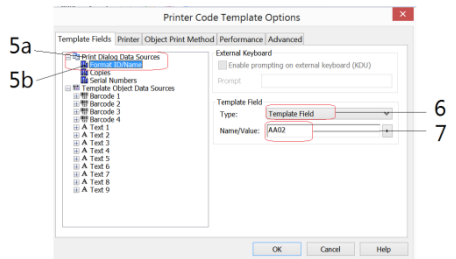 Printer Code Template Options
Template Fields Printer Object Print Method Performance Advanced
5a
Print Dialog Data Sources
5b
Format ID/Name
Copies
Serial Numbers
Template Object Data Sources
Barcode 1
Barcode 2
Barcode 3
Barcode 4
A Text 1
A Text 2
A Text 3
A Text 4
A Text 5
A Text 6
A Text 7
A Text 8
A Text 9
External Keyboard
Enable prompting on external keyboard (KDU)
Prompt
Template Field
Type: Template Field
6
Name/Value: AA02
7
OK Cancel Help